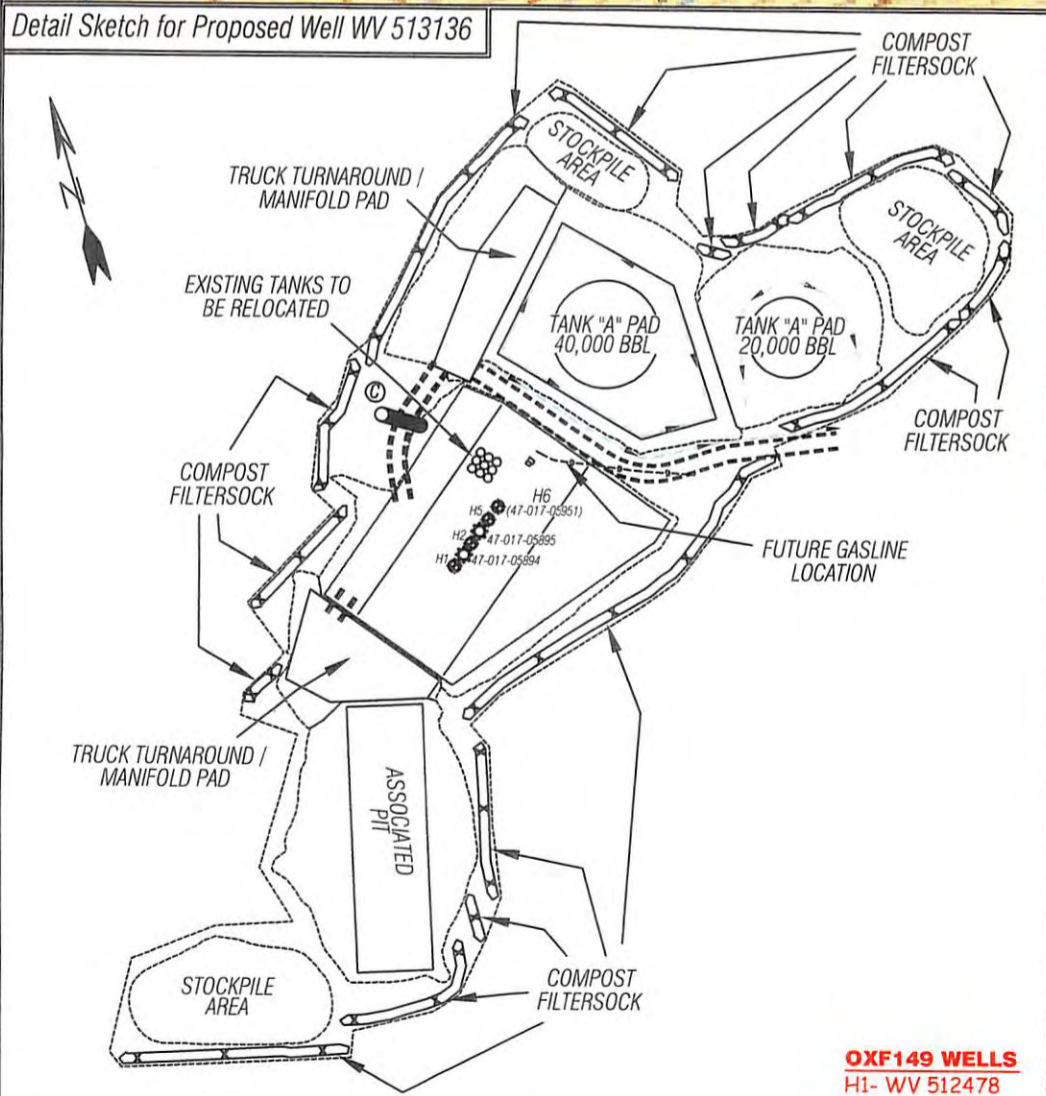 Detail Sketch for Proposed Well WV 513136
COMPOST
FILTERSOCK
N
STOCKPILE
AREA
TRUCK TURNAROUND /
MANIFOLD PAD
STOCKPILE
AREA
EXISTING TANKS TO
BE RELOCATED
TANK "A" PAD
40,000 BBL
TANK "A" PAD
20,000 BBL
C
COMPOST
FILTERSOCK
COMPOST
FILTERSOCK
H6
H5
(47-017-05951)
H2
47-017-05895
H1
47-017-05894
FUTURE GASLINE
LOCATION
TRUCK TURNAROUND /
MANIFOLD PAD
ASSOCIATED
PIT
STOCKPILE
AREA
COMPOST
FILTERSOCK
OXF149 WELLS
H1- WV 512478